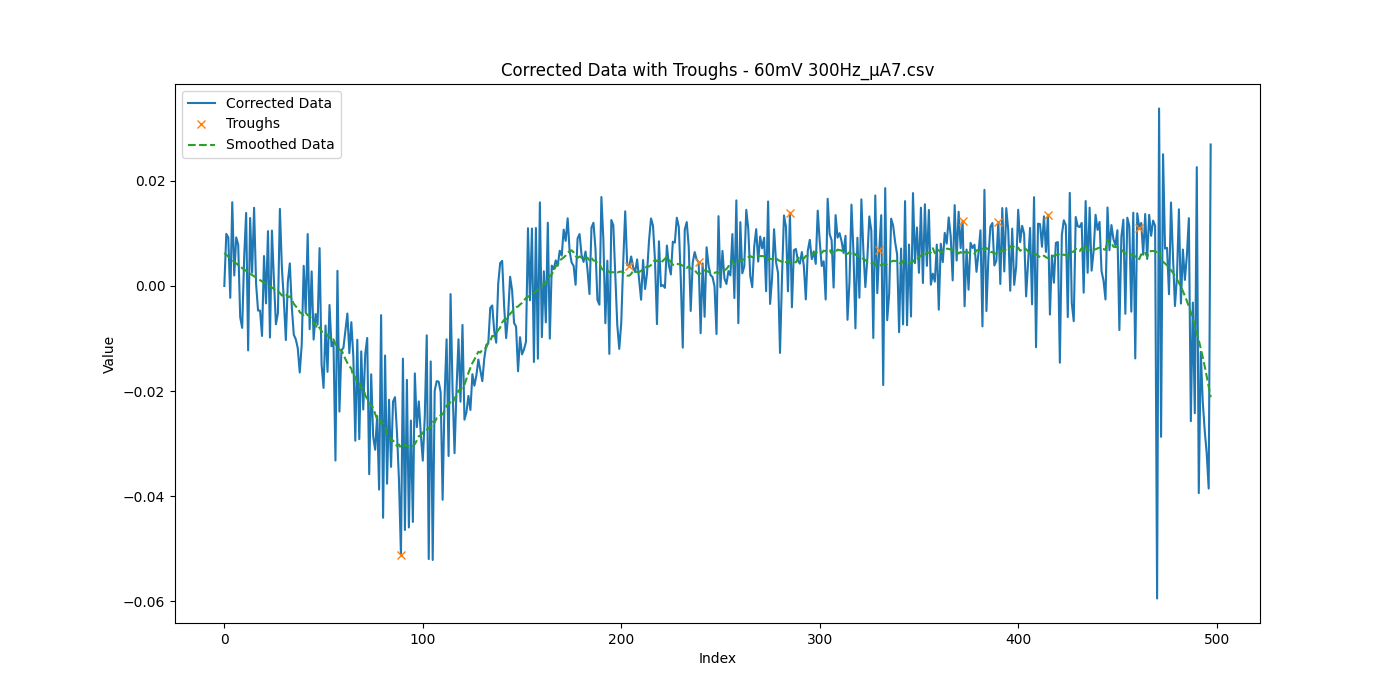 Corrected Data with Troughs - 60mV 300Hz_μA7.csv
Corrected Data
Troughs
Smoothed Data
0.02
0.00
−0.02
−0.04
−0.06
Value
0
100
200
300
400
500
Index